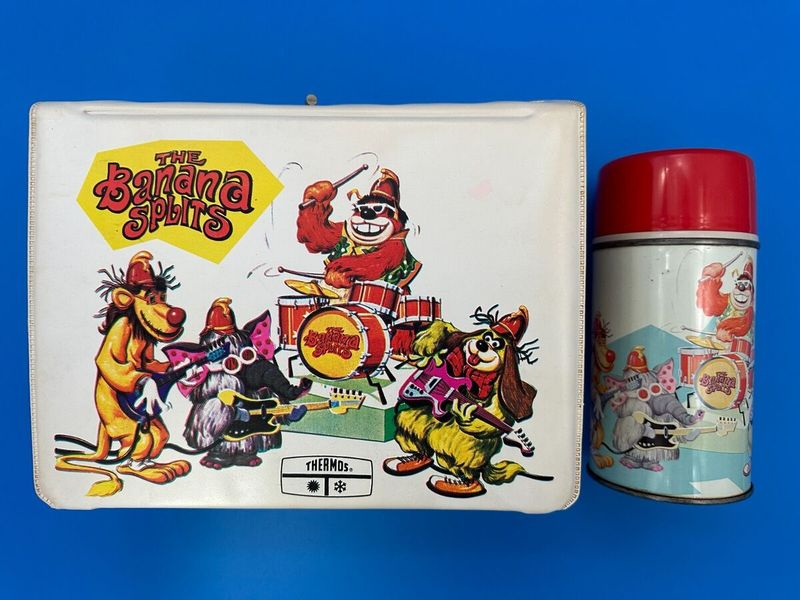 THE
Banana
SPLITS
THE
Banana
SPLITS
THERMOS®
THE
Banana
SPLITS